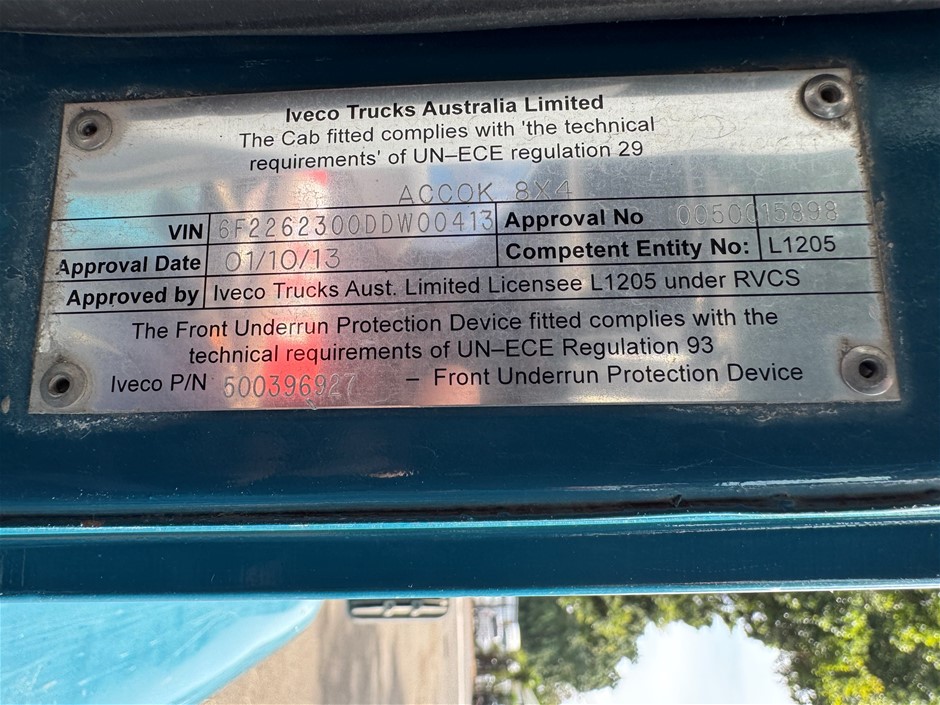 Iveco Trucks Australia Limited
The Cab fitted complies with 'the technical
requirements' of UN–ECE regulation 29
ACCOK 8X4
VIN 6F2262300DDW00413 Approval No 0050015898
Approval Date 01/10/13 Competent Entity No: L1205
Approved by Iveco Trucks Aust. Limited Licensee L1205 under RVCS
The Front Underrun Protection Device fitted complies with the
technical requirements of UN–ECE Regulation 93
Iveco P/N 500396927 – Front Underrun Protection Device